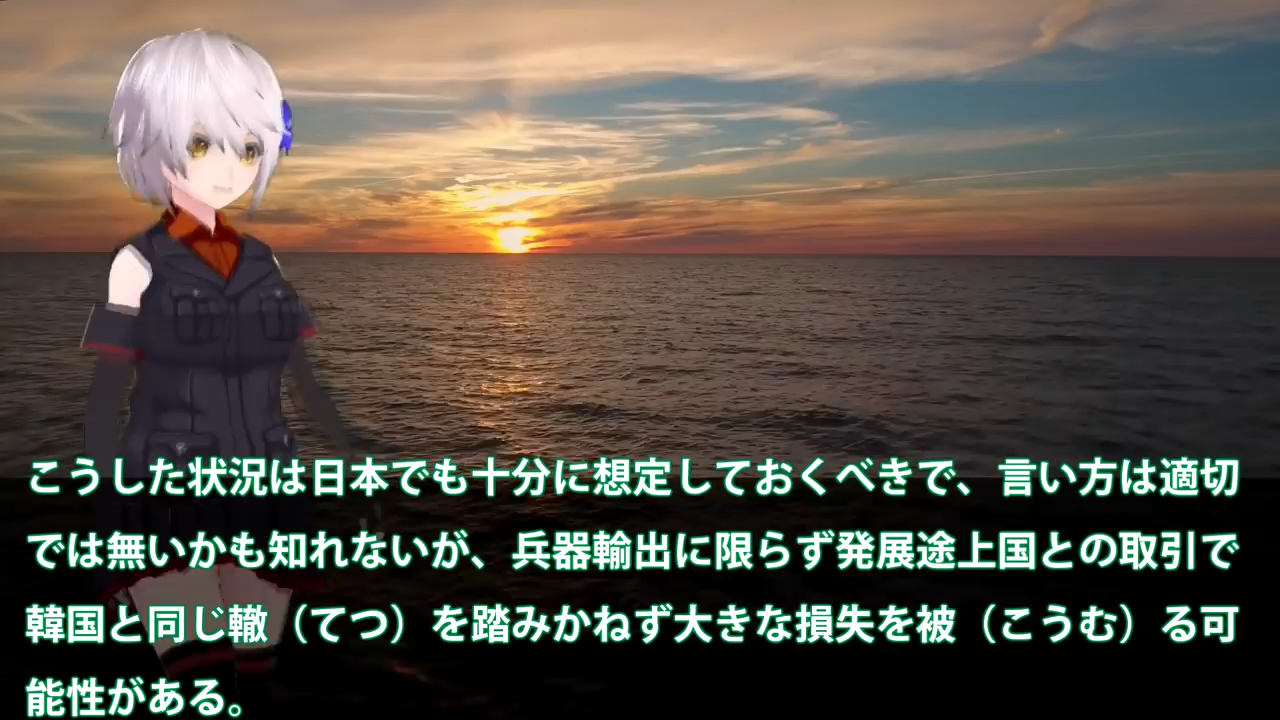 こうした状況は日本でも十分に想定しておくべきで、言い方は適切
では無いかも知れないが、兵器輸出に限らず発展途上国との取引で
韓国と同じ轍（てつ）を踏みかねず大きな損失を被（こうむ）る可
能性がある。